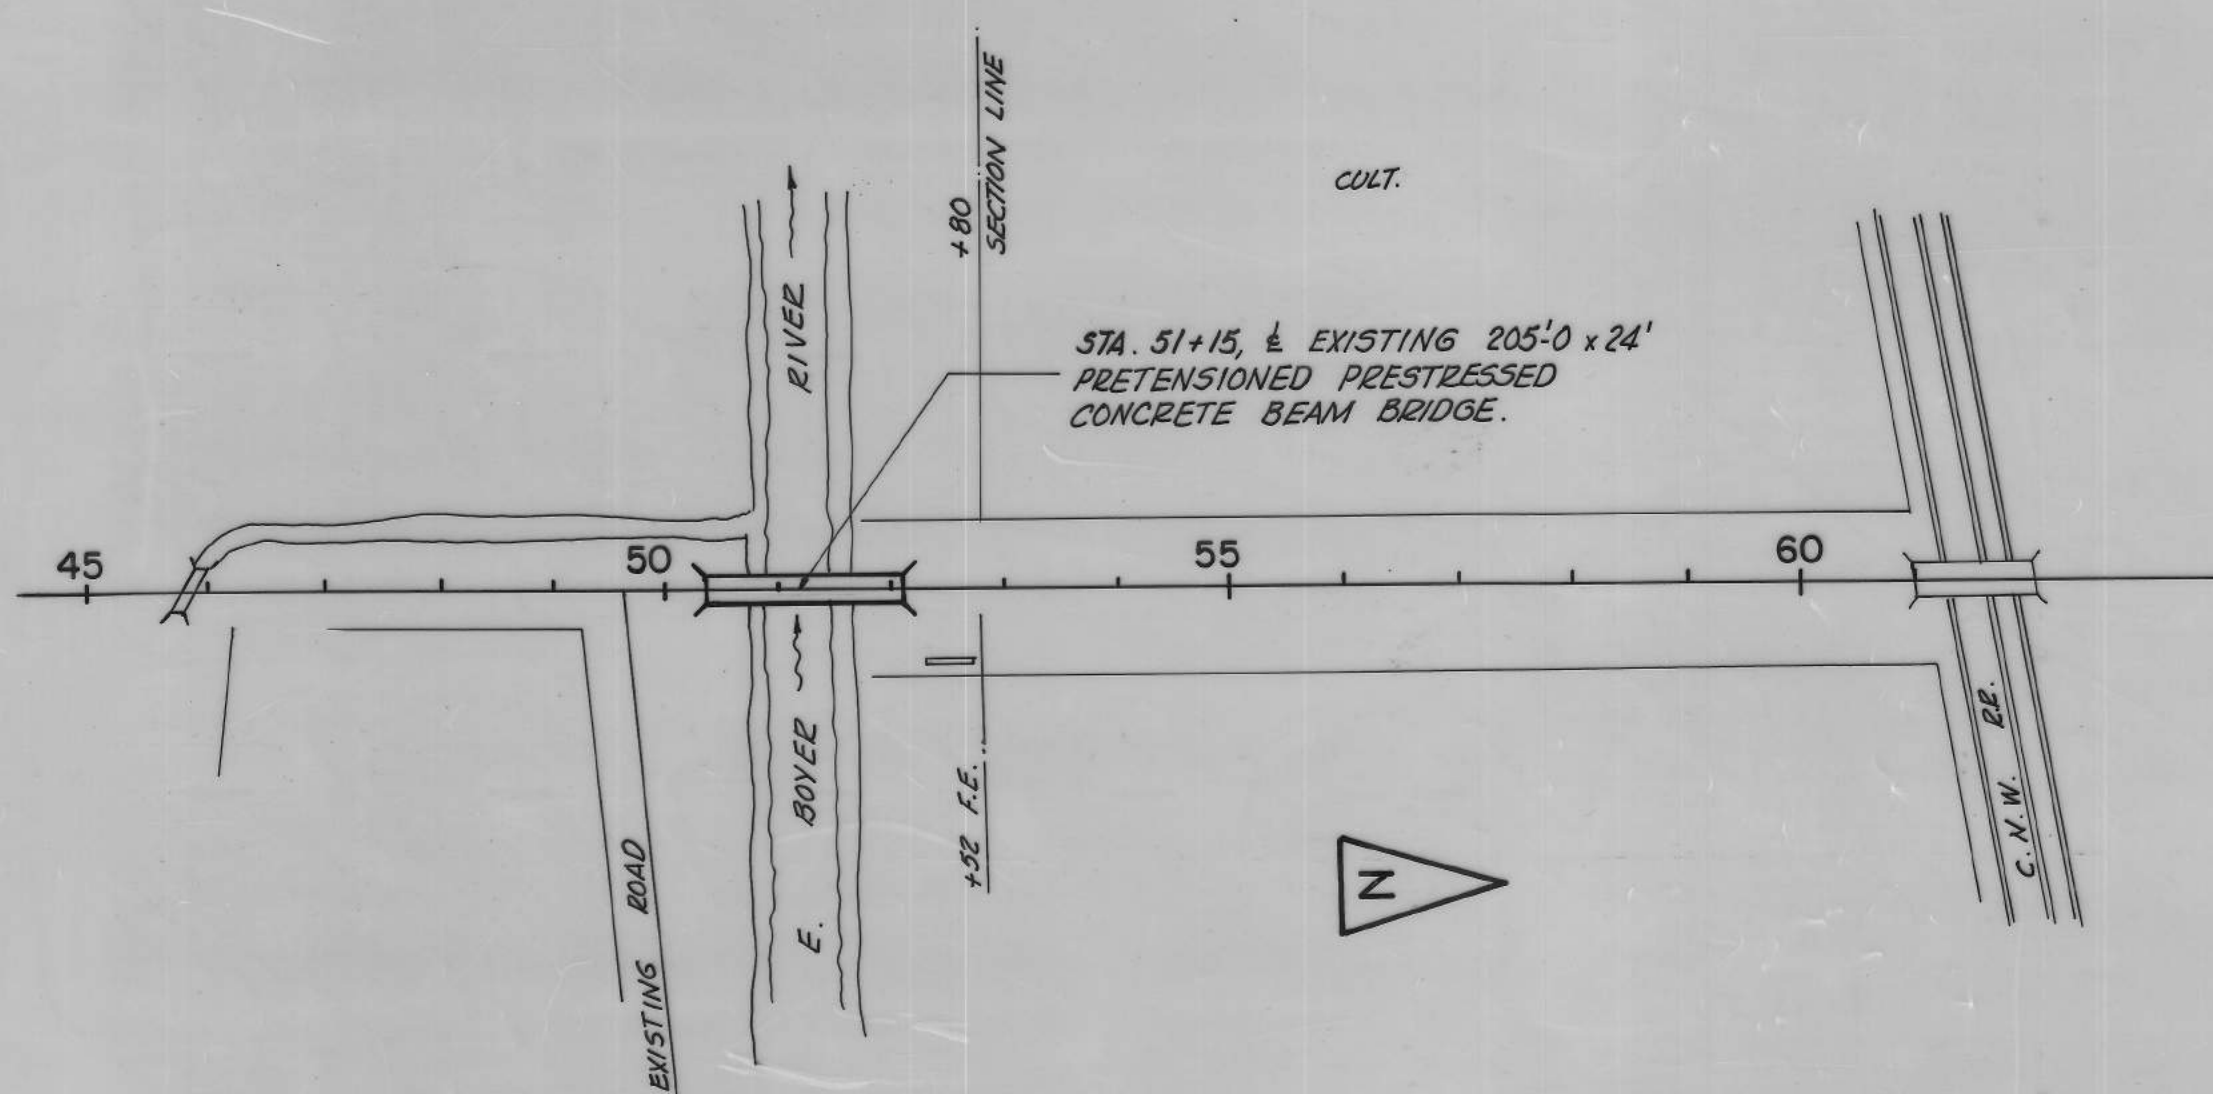 +80
SECTION LINE
CULT.
RIVER
STA. 51+15, ℄ EXISTING 205'-0 x 24'
PRETENSIONED PRESTRESSED
CONCRETE BEAM BRIDGE.
45
50
55
60
E. BOYER
+52 F.E.
EXISTING ROAD
N
C. N.W. R.R.